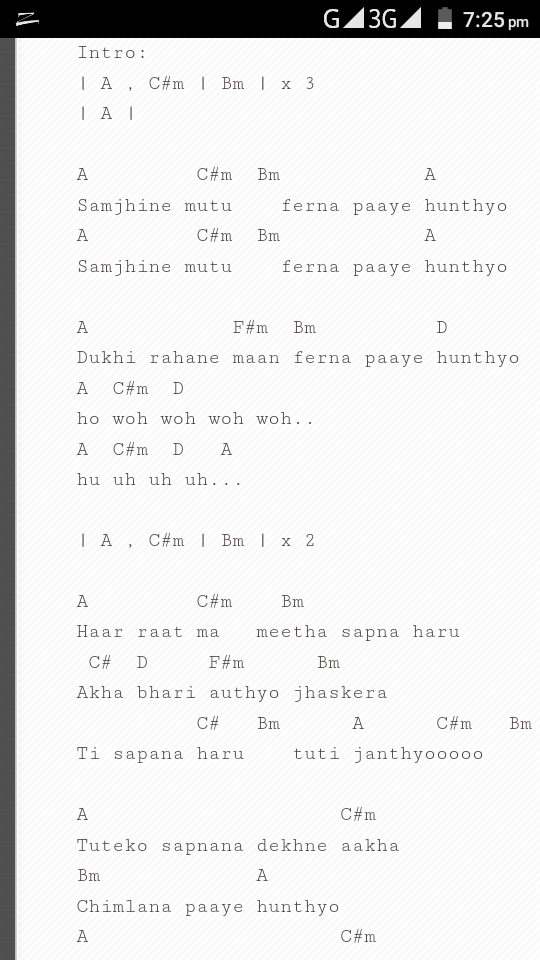 G 3G 7:25 pm
Intro:
| A , C#m | Bm | x 3
| A |
A         C#m  Bm            A
Samjhine mutu    ferna paaye hunthyo
A         C#m  Bm            A
Samjhine mutu    ferna paaye hunthyo
A            F#m  Bm          D
Dukhi rahane maan ferna paaye hunthyo
A  C#m  D
ho woh woh woh woh..
A  C#m  D   A
hu uh uh uh...
| A , C#m | Bm | x 2
A         C#m    Bm
Haar raat ma   meetha sapna haru
 C#  D     F#m      Bm
Akha bhari authyo jhaskera
          C#   Bm      A      C#m   Bm
Ti sapana haru    tuti janthyooooo
A                     C#m
Tuteko sapnana dekhne aakha
Bm             A
Chimlana paaye hunthyo
A                     C#m